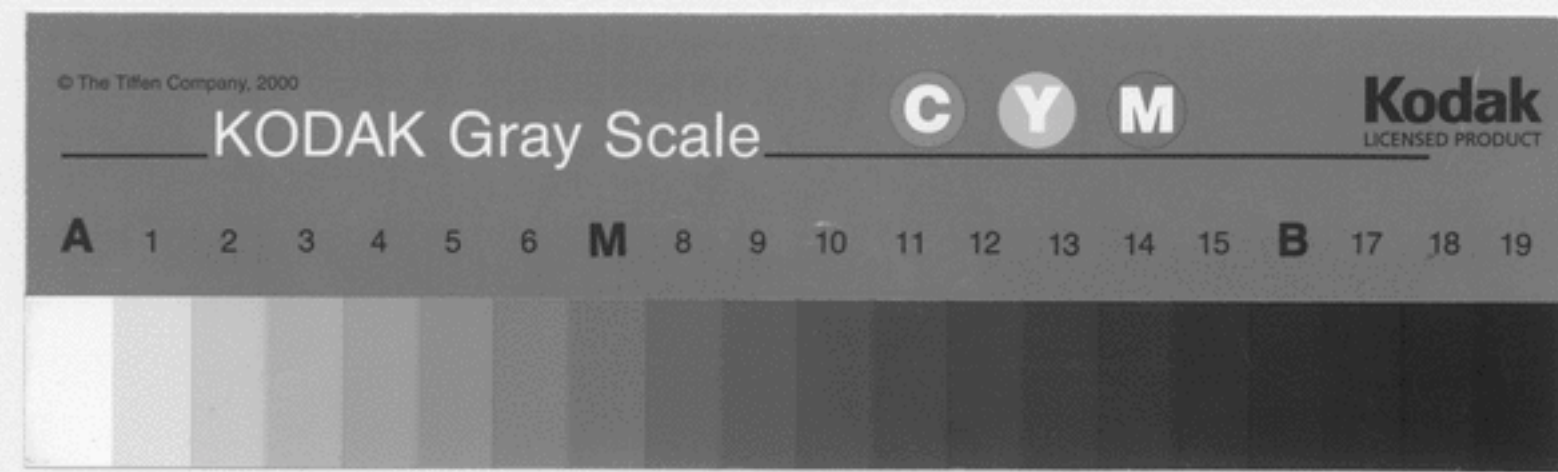 © The Tiffen Company, 2000
KODAK Gray Scale
C Y M
Kodak
LICENSED PRODUCT
A 1 2 3 4 5 6 M 8 9 10 11 12 13 14 15 B 17 18 19